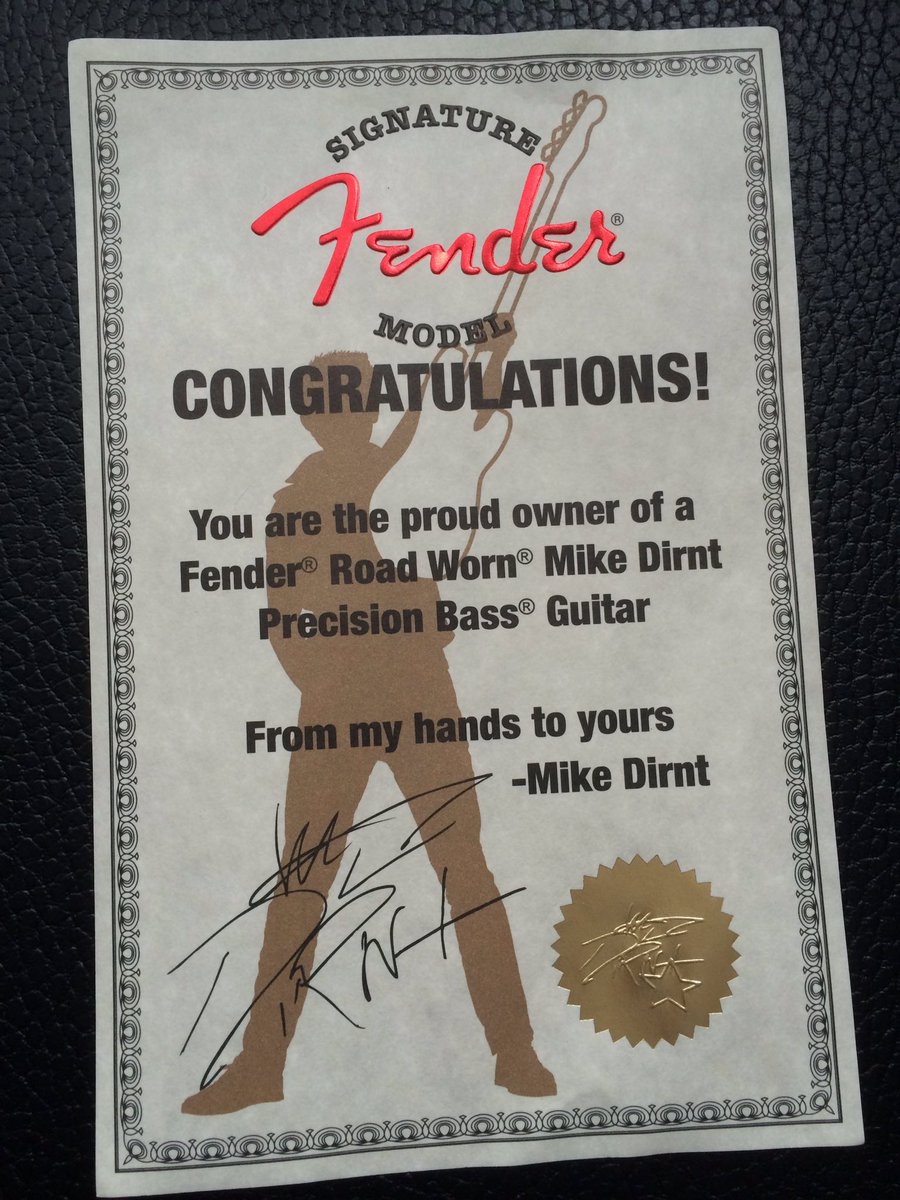 SIGNATURE
Fender®
MODEL
CONGRATULATIONS!
You are the proud owner of a
Fender® Road Worn® Mike Dirnt
Precision Bass® Guitar
From my hands to yours
-Mike Dirnt